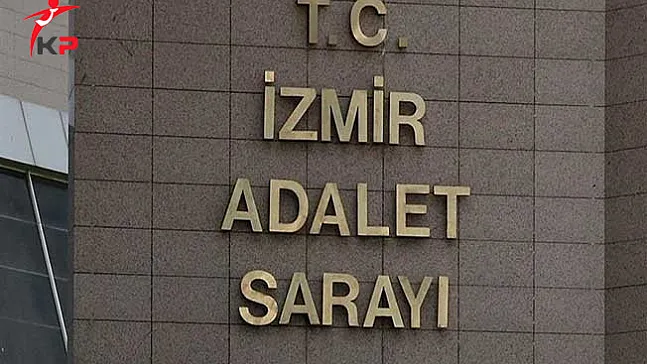 KP
T.C.
İZMİR
ADALET
SARAYI